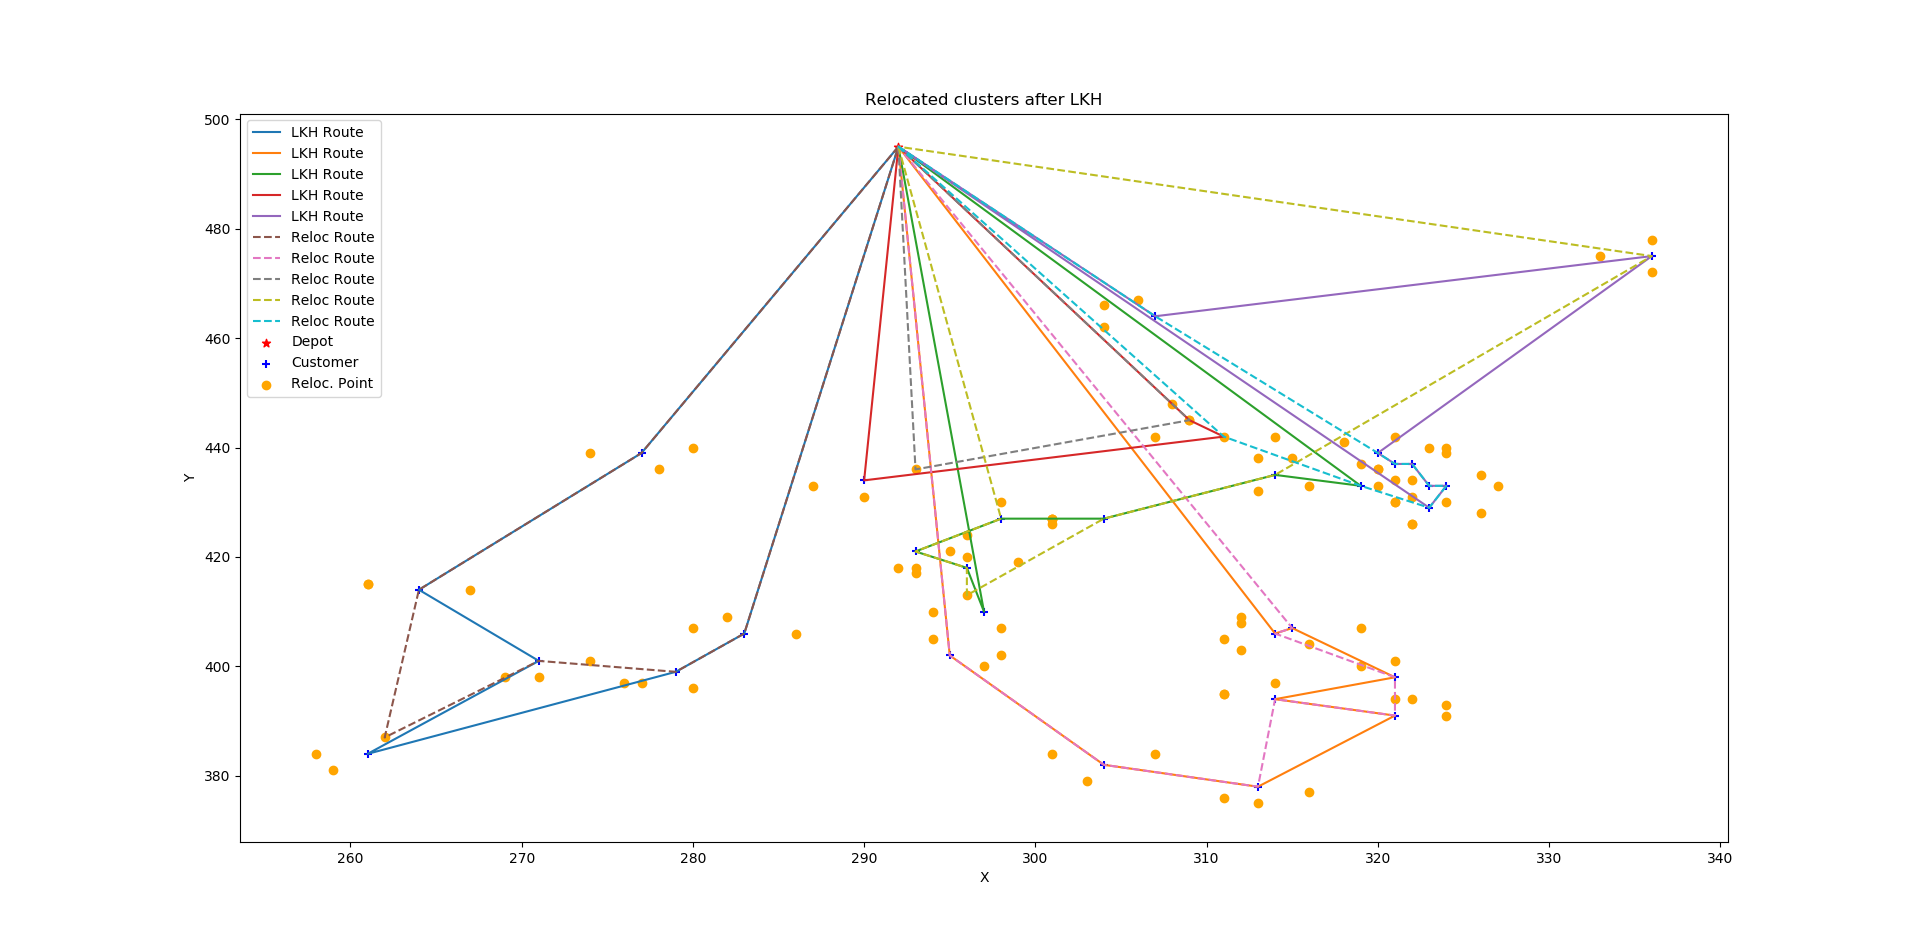 Relocated clusters after LKH
500
480
460
440
420
400
380
Y
LKH Route
LKH Route
LKH Route
LKH Route
LKH Route
Reloc Route
Reloc Route
Reloc Route
Reloc Route
Reloc Route
Depot
Customer
Reloc. Point
260 270 280 290 300 310 320 330 340
X